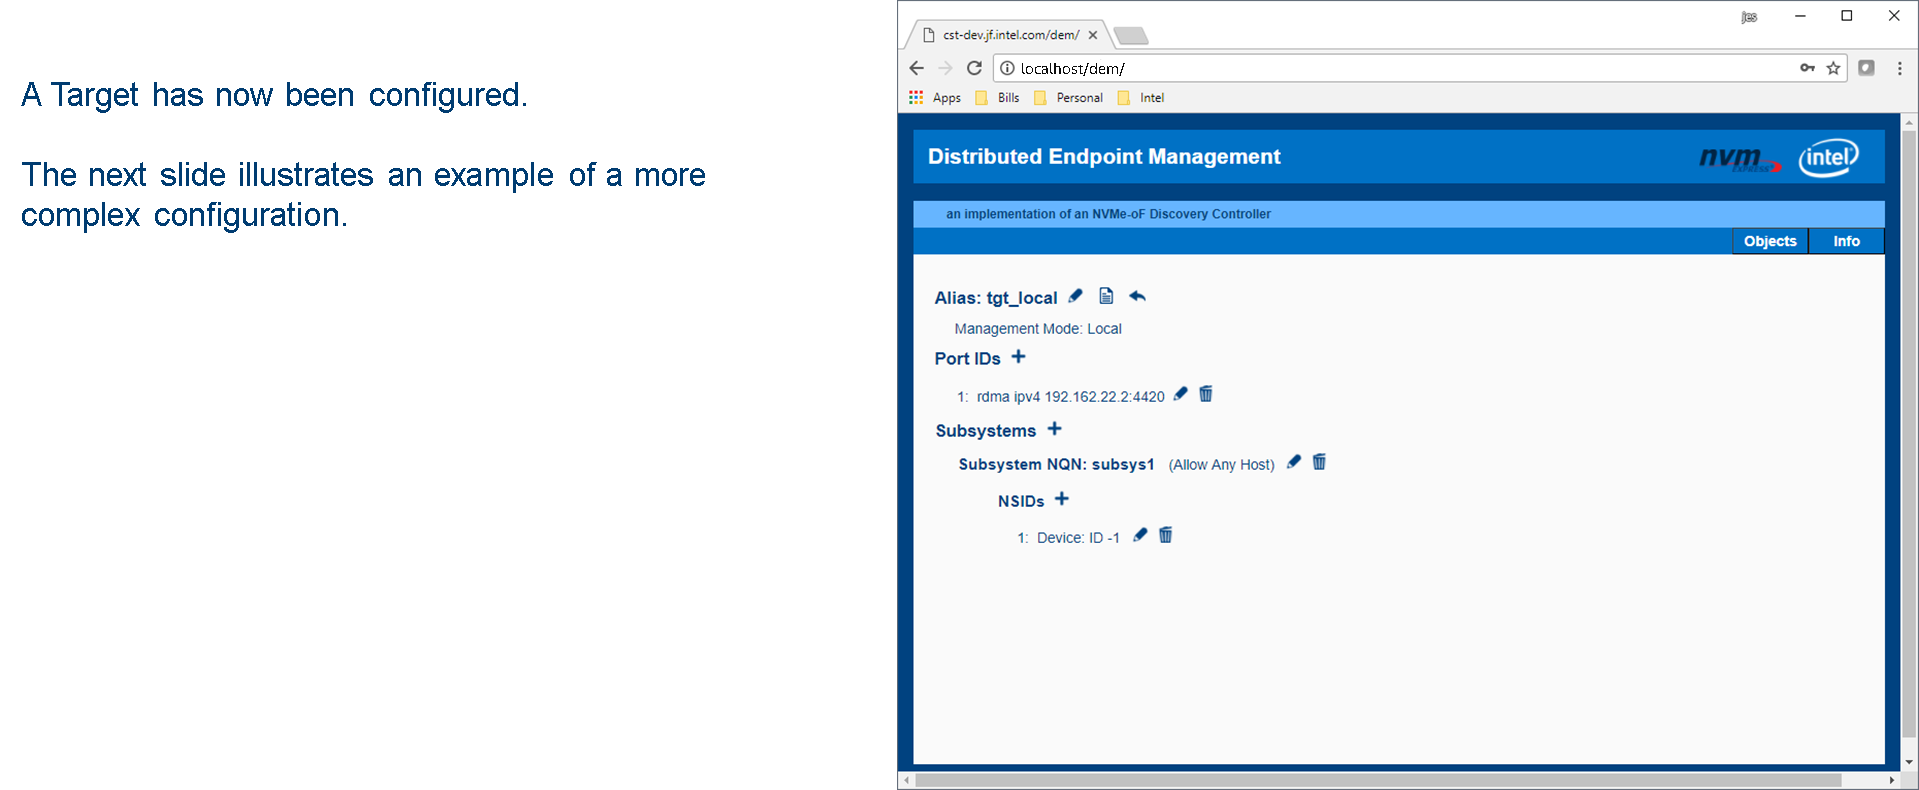 A Target has now been configured.
The next slide illustrates an example of a more
complex configuration.
jes
cst-dev.jf.intel.com/dem/
localhost/dem/
Apps Bills Personal Intel
Distributed Endpoint Management
nvm EXPRESS intel
an implementation of an NVMe-oF Discovery Controller
Objects Info
Alias: tgt_local
Management Mode: Local
Port IDs
1: rdma ipv4 192.162.22.2:4420
Subsystems
Subsystem NQN: subsys1 (Allow Any Host)
NSIDs
1: Device: ID -1